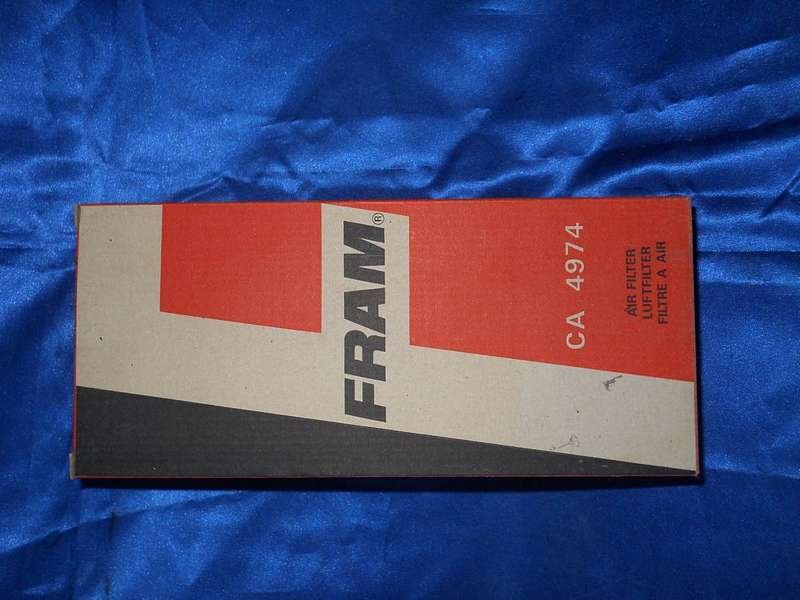 FRAM®
CA 4974
AIR FILTER
LUFTFILTER
FILTRE A AIR